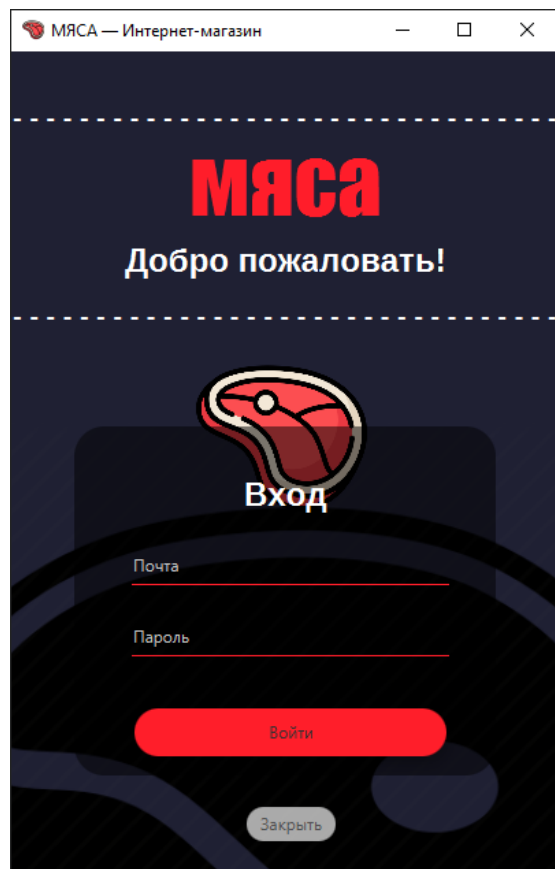 МЯСА — Интернет-магазин
мяса
Добро пожаловать!
Вход
Почта
Пароль
Войти
Закрыть